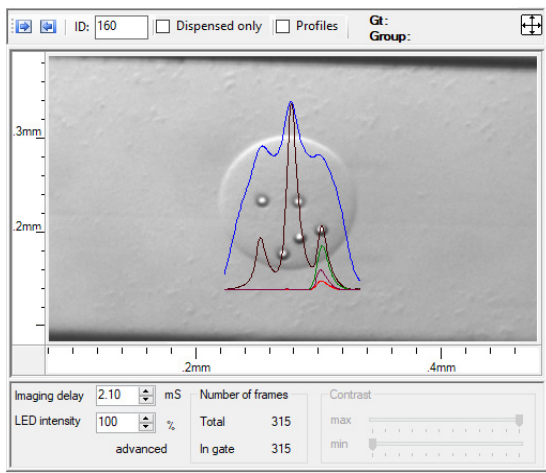 ID: 160 Dispensed only Profiles Gt:
Group:
.3mm
.2mm
.2mm .4mm
Imaging delay 2.10 mS Number of frames Contrast
LED intensity 100 % Total 315 max
advanced In gate 315 min